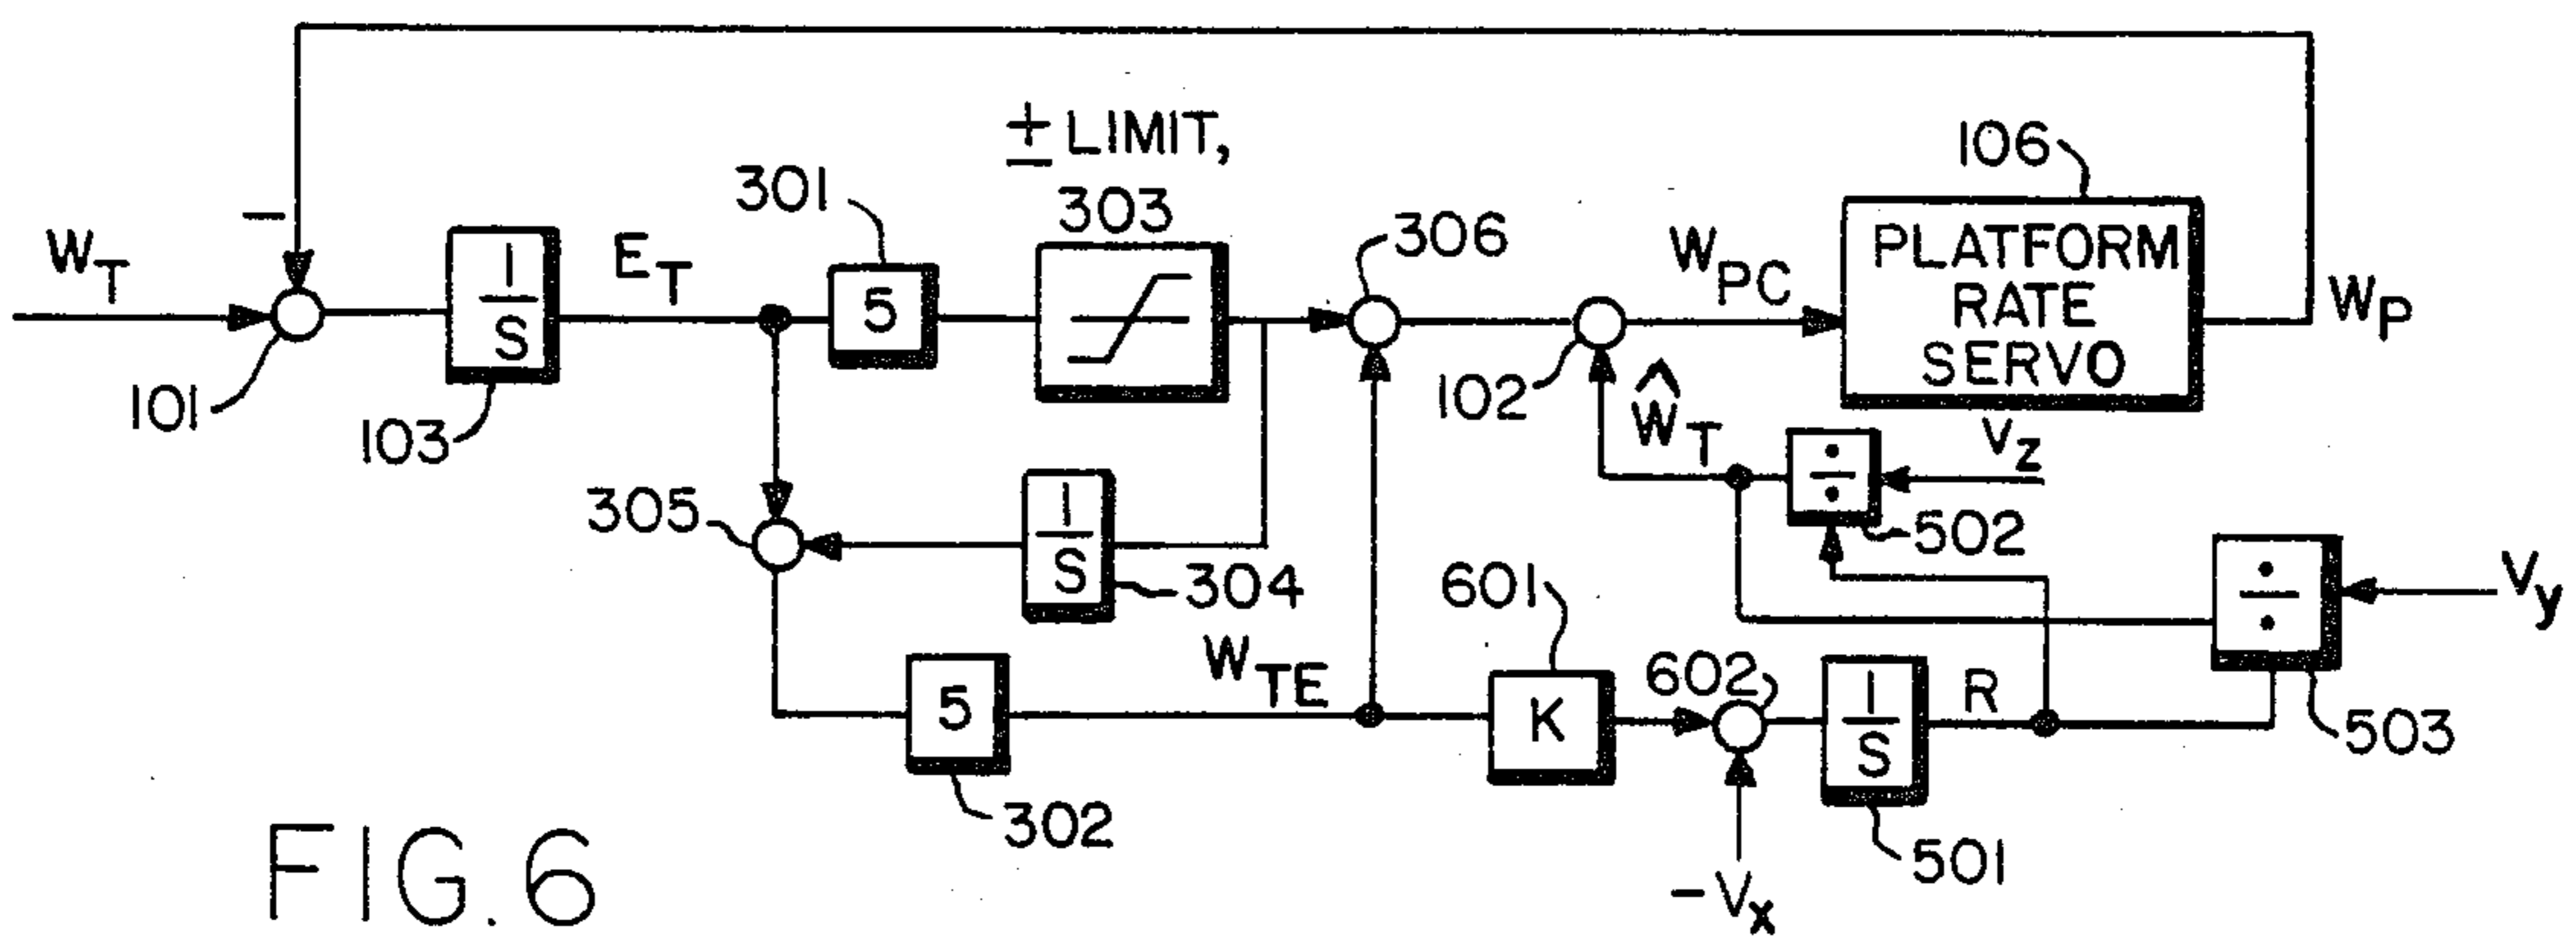 ± LIMIT,
303
301
306
106
W_T
−
1/S
E_T
5
W_PC
PLATFORM
RATE
SERVO
W_P
101
103
102
Ŵ_T
÷
V_Z
502
305
1/S
304
÷
V_y
503
W_TE
5
302
601
K
602
1/S
R
501
-V_x
FIG.6